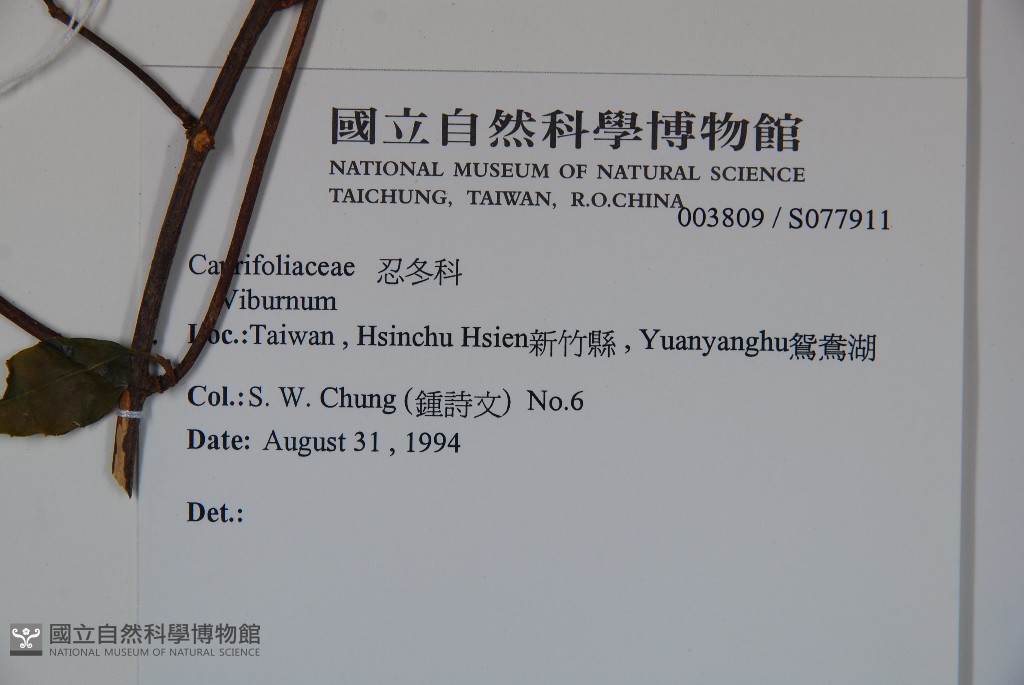 國立自然科學博物館
NATIONAL MUSEUM OF NATURAL SCIENCE
TAICHUNG, TAIWAN, R.O.CHINA
003809 / S077911
Caprifoliaceae 忍冬科
Viburnum
Loc.:Taiwan , Hsinchu Hsien新竹縣 , Yuanyanghu鴛鴦湖
Col.: S. W. Chung (鍾詩文) No.6
Date: August 31 , 1994
Det.:
國立自然科學博物館
NATIONAL MUSEUM OF NATURAL SCIENCE